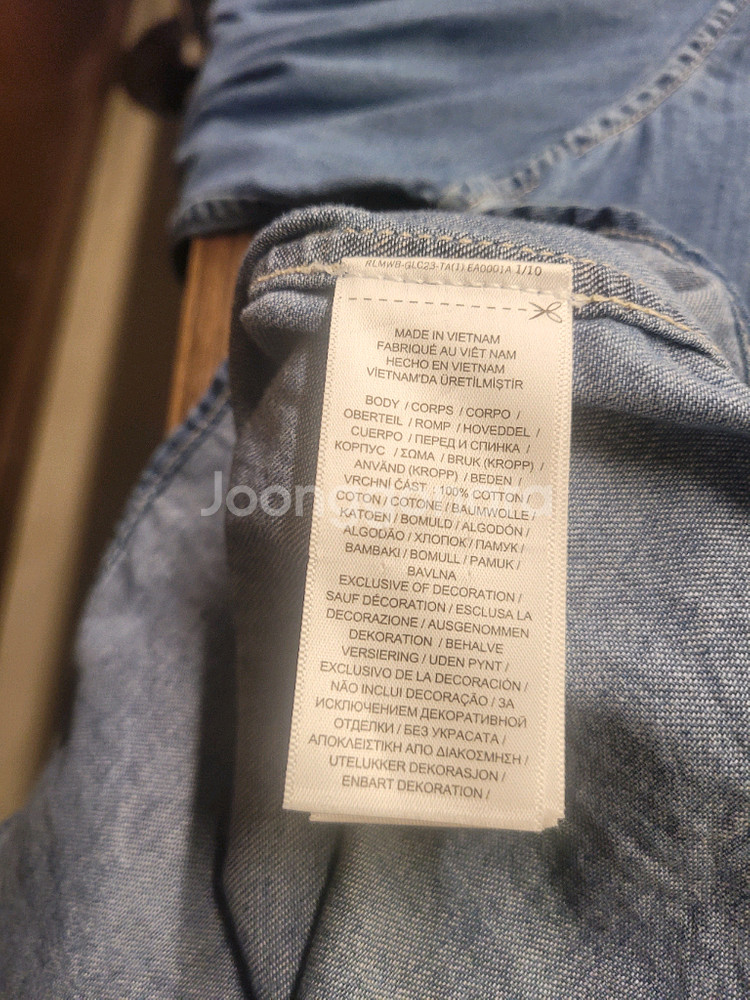 RLMWB-GLC23-TA(1) EA0001A 1/10
MADE IN VIETNAM
FABRIQUÉ AU VIÊT NAM
HECHO EN VIETNAM
VİETNAM'DA ÜRETİLMİŞTİR
BODY / CORPS / CORPO /
OBERTEIL / ROMP / HOVEDDEL /
CUERPO / ПЕРЕД И СПИНКА /
КОРПУС / ΣΩΜΑ / BRUK (KROPP) /
ANVÄND (KROPP) / BEDEN /
VRCHNÍ ČÁST / 100% COTTON /
COTON / COTONE / BAUMWOLLE /
KATOEN / BOMULD / ALGODÓN /
ALGODÃO / ХЛОПОК / ПАМУК /
ΒΑΜΒΑΚΙ / BOMULL / PAMUK /
BAVLNA
EXCLUSIVE OF DECORATION /
SAUF DÉCORATION / ESCLUSA LA
DECORAZIONE / AUSGENOMMEN
DEKORATION / BEHALVE
VERSIERING / UDEN PYNT /
EXCLUSIVO DE LA DECORACIÓN /
NÃO INCLUI DECORAÇÃO / ЗА
ИСКЛЮЧЕНИЕМ ДЕКОРАТИВНОЙ
ОТДЕЛКИ / БЕЗ УКРАСАТА /
ΑΠΟΚΛΕΙΣΤΙΚΗ ΑΠΟ ΔΙΑΚΟΣΜΗΣΗ /
UTELUKKER DEKORASJON /
ENBART DEKORATION /